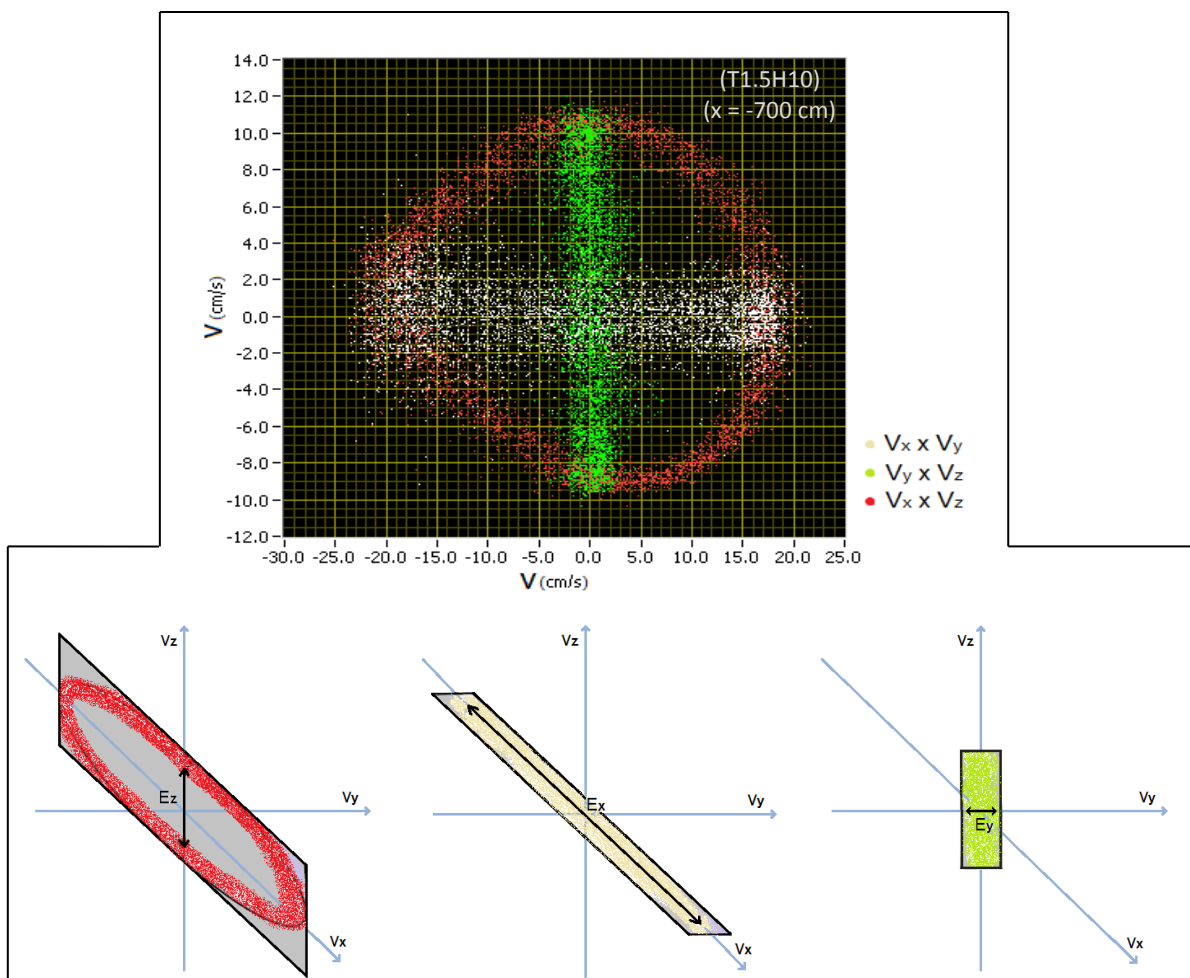 14.0
12.0
10.0
8.0
6.0
4.0
2.0
0.0
-2.0
-4.0
-6.0
-8.0
-10.0
-12.0
V (cm/s)
(T1.5H10)
(x = -700 cm)
-30.0 -25.0 -20.0 -15.0 -10.0 -5.0 0.0 5.0 10.0 15.0 20.0 25.0
V (cm/s)
Vx x Vy
Vy x Vz
Vx x Vz
Vz
Vy
Ez
Vx
Vz
Vy
Ex
Vx
Vz
Vy
Ey
Vx